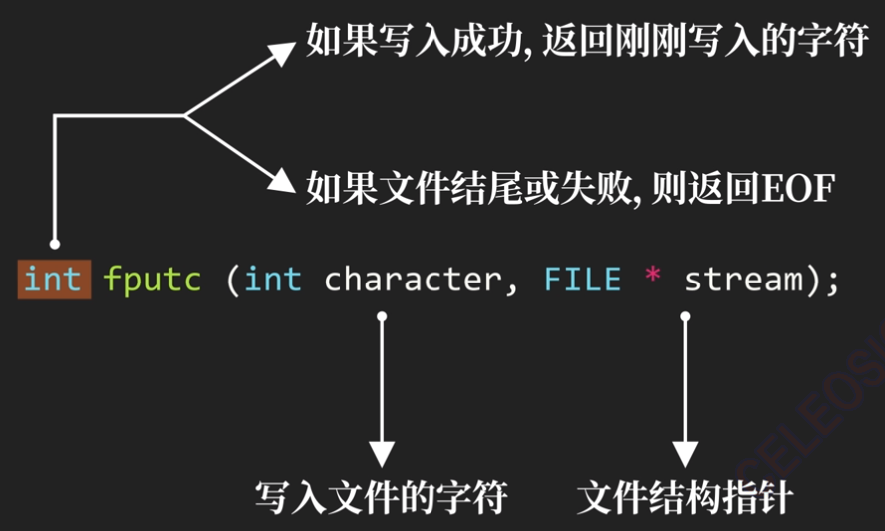 如果写入成功, 返回刚刚写入的字符
如果文件结尾或失败, 则返回EOF
int fputc (int character, FILE * stream);
写入文件的字符
文件结构指针